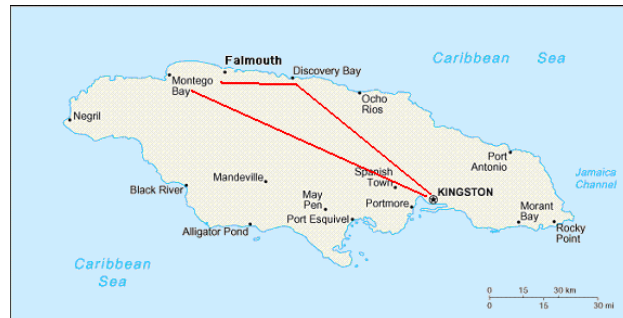 Caribbean Sea
Falmouth
Montego
Bay
Discovery Bay
Ocho
Rios
Negril
Port
Antonio
Jamaica
Channel
Mandeville
Spanish
Town
KINGSTON
Black River
May
Pen
Portmore
Port Esquivel
Morant
Bay
Rocky
Point
Alligator Pond
Caribbean
Sea
0 15 30 km
0 15 30 mi